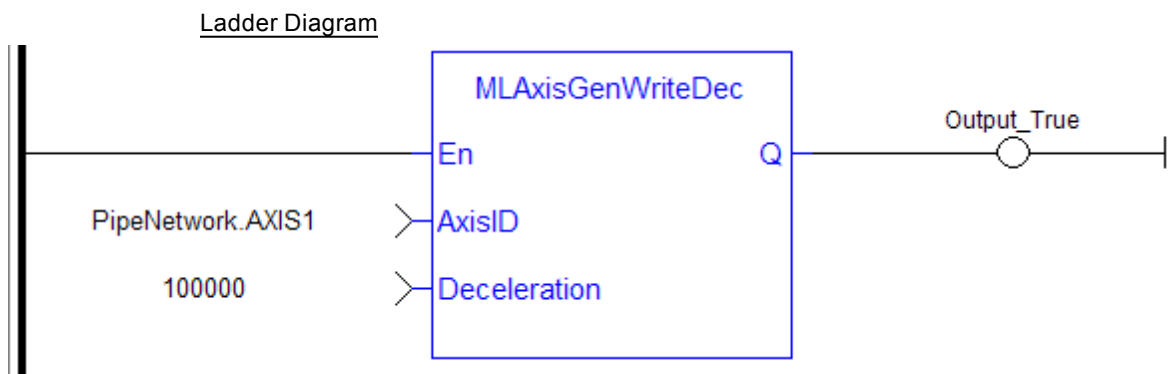 Ladder Diagram
MLAxisGenWriteDec
Output_True
En
Q
PipeNetwork.AXIS1
AxisID
100000
Deceleration